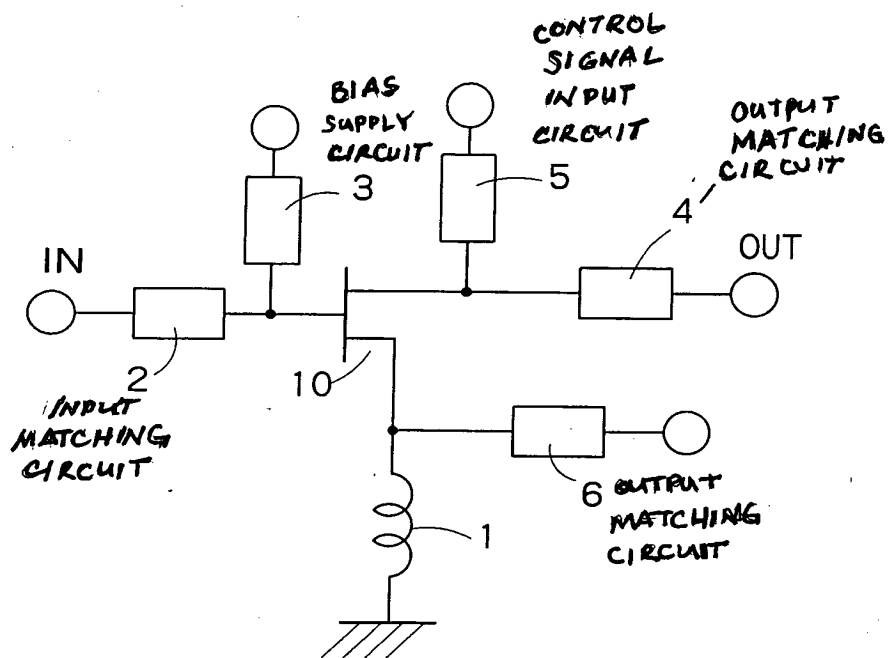 CONTROL
SIGNAL
INPUT
CIRCUIT
BIAS
SUPPLY
CIRCUIT
OUTPUT
MATCHING
CIRCUIT
3
5
4
IN
OUT
2
10
INPUT
MATCHING
CIRCUIT
6 OUTPUT
MATCHING
CIRCUIT
1